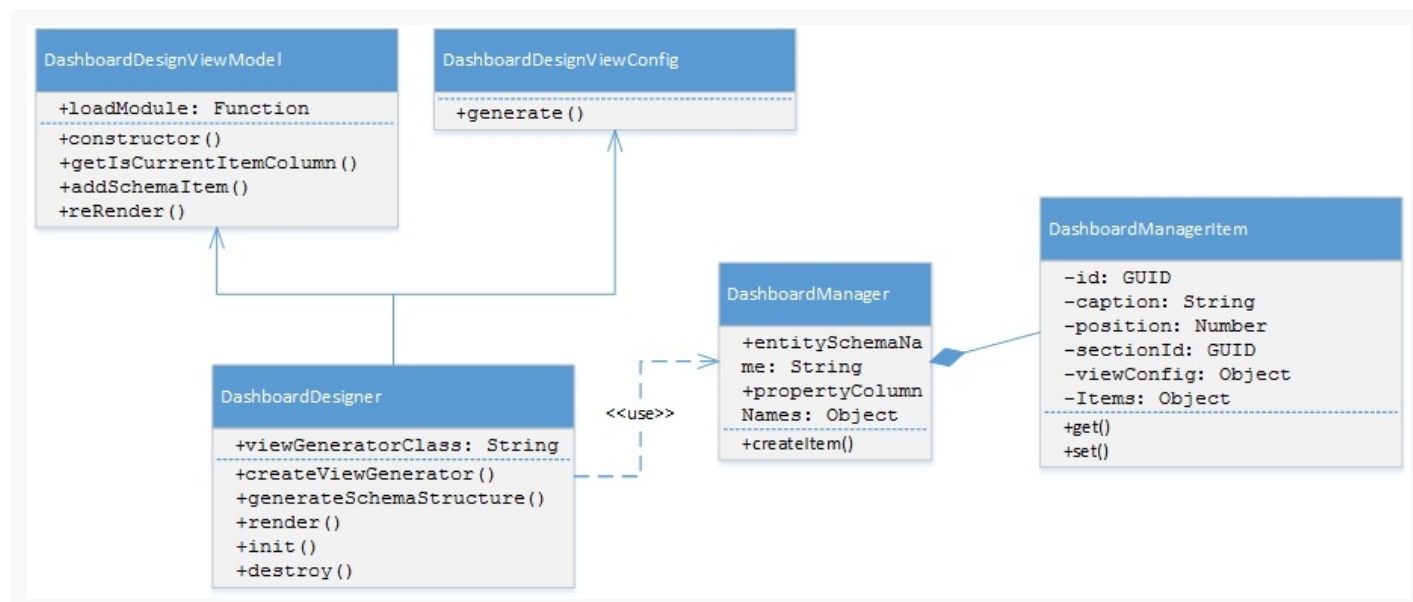 DashboardDesignViewModel
+loadModule: Function
+constructor()
+getIsCurrentItemColumn()
+addSchemaItem()
+reRender()
DashboardDesignViewConfig
+generate()
DashboardManagerItem
-id: GUID
-caption: String
-position: Number
-sectionId: GUID
-viewConfig: Object
-Items: Object
+get()
+set()
DashboardManager
+entitySchemaNa
me: String
+propertyColumn
Names: Object
+createItem()
<<use>>
DashboardDesigner
+viewGeneratorClass: String
+createViewGenerator()
+generateSchemaStructure()
+render()
+init()
+destroy()